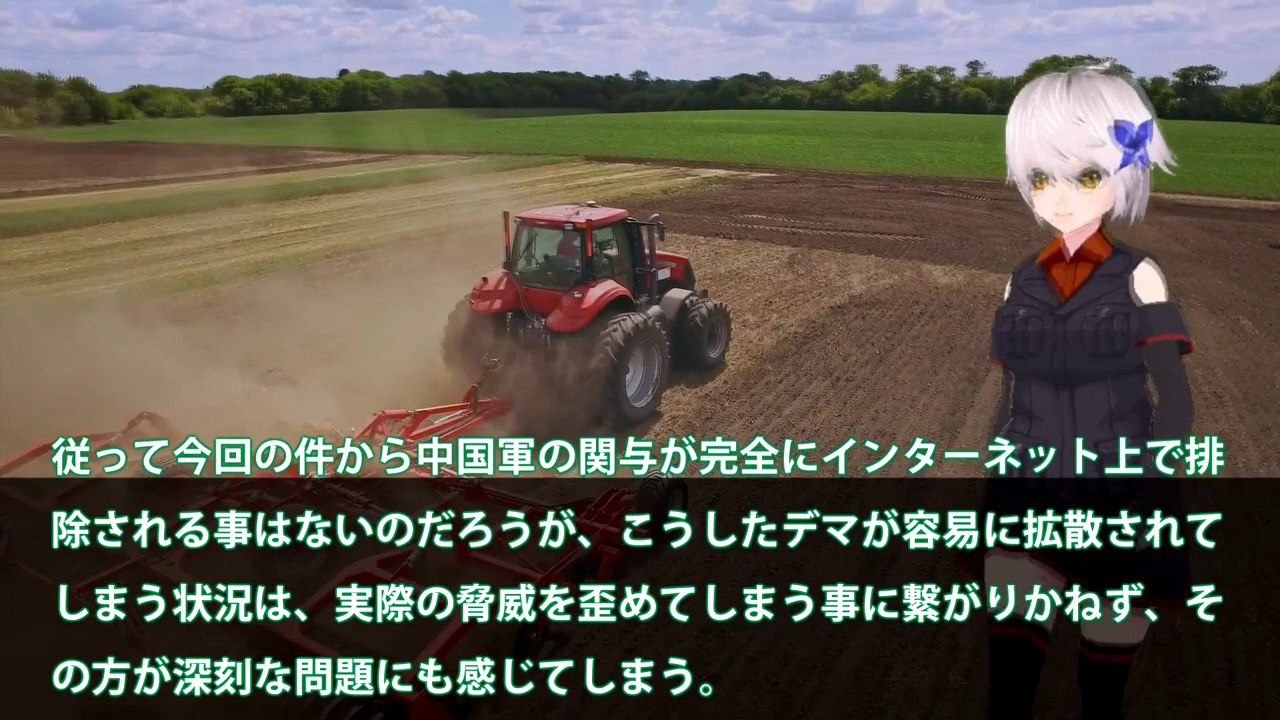 従って今回の件から中国軍の関与が完全にインターネット上で排
除される事はないのだろうが、こうしたデマが容易に拡散されて
しまう状況は、実際の脅威を歪めてしまう事に繋がりかねず、そ
の方が深刻な問題にも感じてしまう。